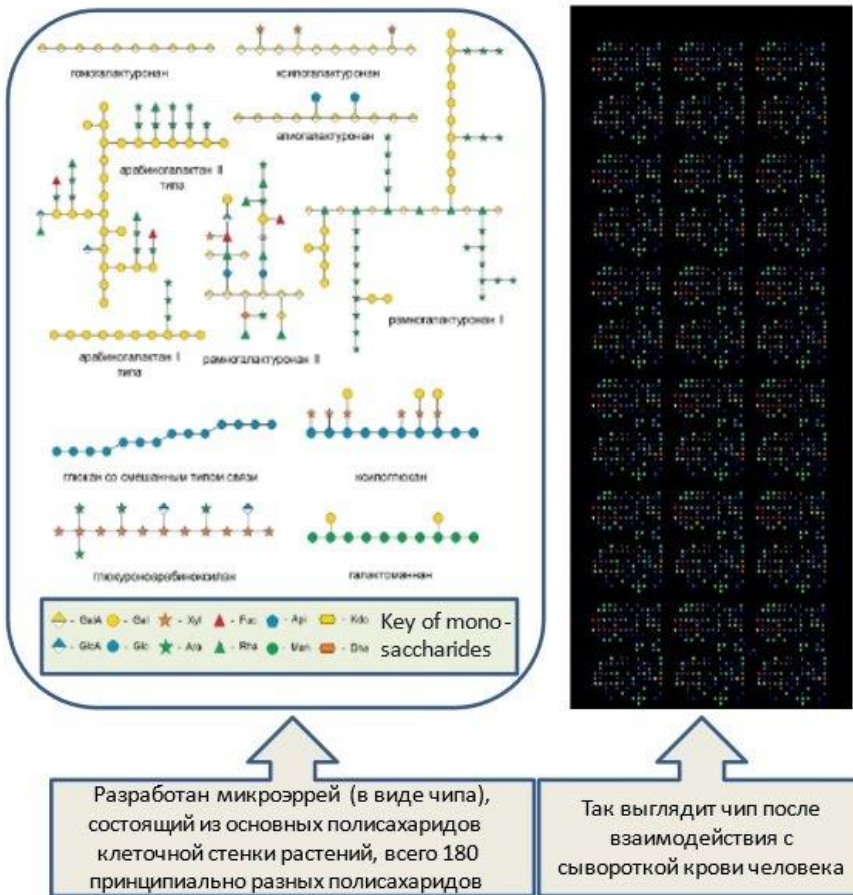 гомогалактуронан
ксилогалактуронан
апиогалактуронан
арабиногалактан II
типа
рамногалактуронан I
арабиногалактан I
типа
рамногалактуронан II
глюкан со смешанным типом связи
ксилоглюкан
глюкуроноарабиноксилан
галактоманнан
- GalA - Gal - Xyl - Fuc - Api - Kdo
- GlcA - Glc - Ara - Rha - Man - Dha
Key of mono-
saccharides
Разработан микроэррей (в виде чипа),
состоящий из основных полисахаридов
клеточной стенки растений, всего 180
принципиально разных полисахаридов
Так выглядит чип после
взаимодействия с
сывороткой крови человека